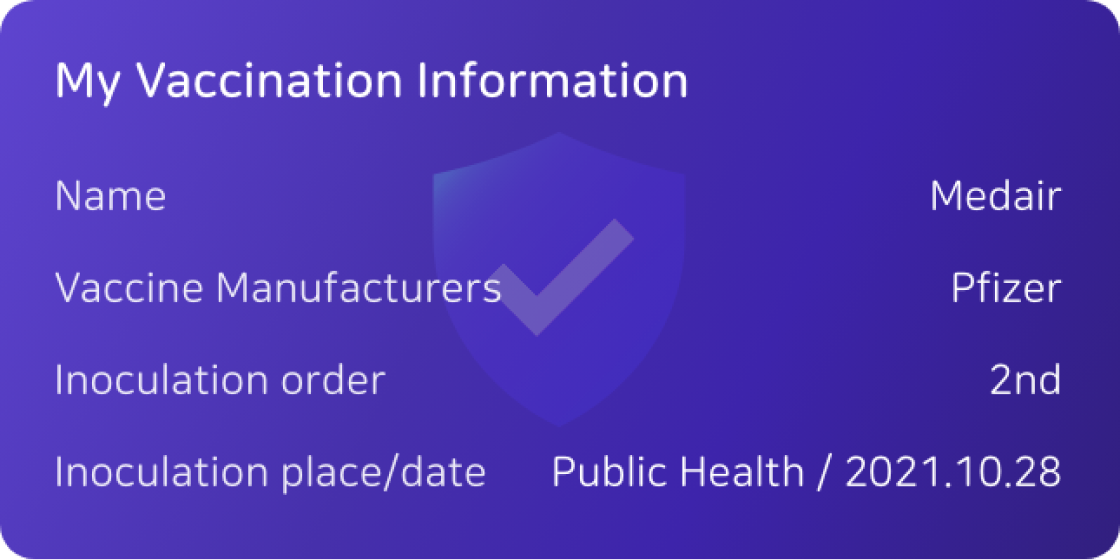 My Vaccination Information
Name Medair
Vaccine Manufacturers Pfizer
Inoculation order 2nd
Inoculation place/date Public Health / 2021.10.28